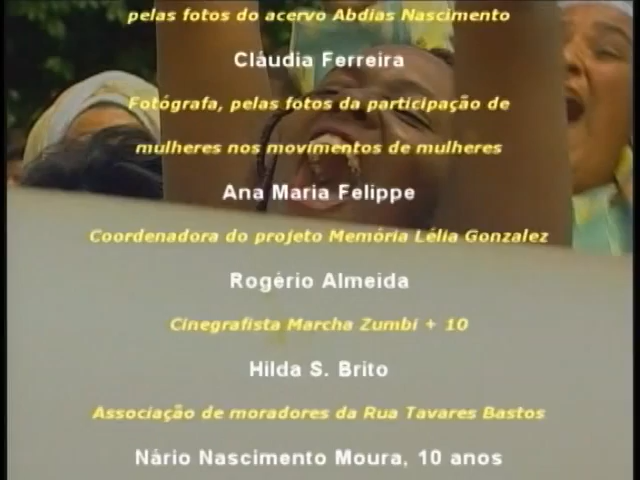 pelas fotos do acervo Abdias Nascimento
Cláudia Ferreira
Fotógrafa, pelas fotos da participação de
mulheres nos movimentos de mulheres
Ana Maria Felippe
Coordenadora do projeto Memória Lélia Gonzalez
Rogério Almeida
Cinegrafista Marcha Zumbi + 10
Hilda S. Brito
Associação de moradores da Rua Tavares Bastos
Nário Nascimento Moura, 10 anos